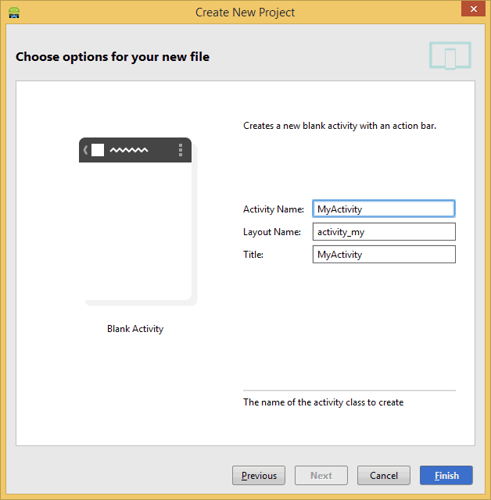 Create New Project
Choose options for your new file
Creates a new blank activity with an action bar.
Activity Name: MyActivity
Layout Name: activity_my
Title: MyActivity
Blank Activity
The name of the activity class to create
Previous Next Cancel Finish